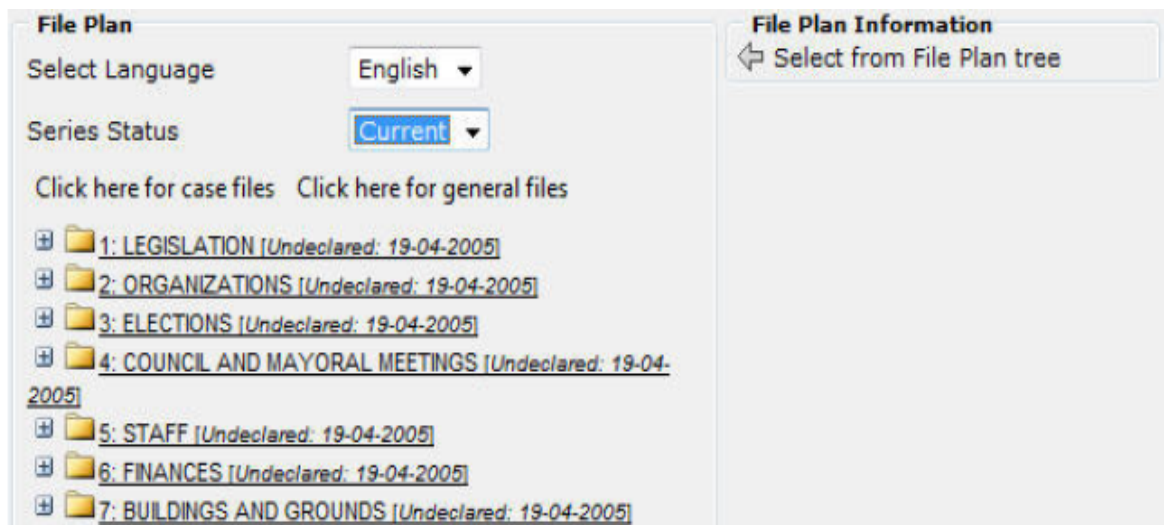 File Plan
Select Language English
Series Status Current
Click here for case files Click here for general files
1: LEGISLATION [Undeclared: 19-04-2005]
2: ORGANIZATIONS [Undeclared: 19-04-2005]
3: ELECTIONS [Undeclared: 19-04-2005]
4: COUNCIL AND MAYORAL MEETINGS [Undeclared: 19-04-
2005]
5: STAFF [Undeclared: 19-04-2005]
6: FINANCES [Undeclared: 19-04-2005]
7: BUILDINGS AND GROUNDS [Undeclared: 19-04-2005]
File Plan Information
Select from File Plan tree